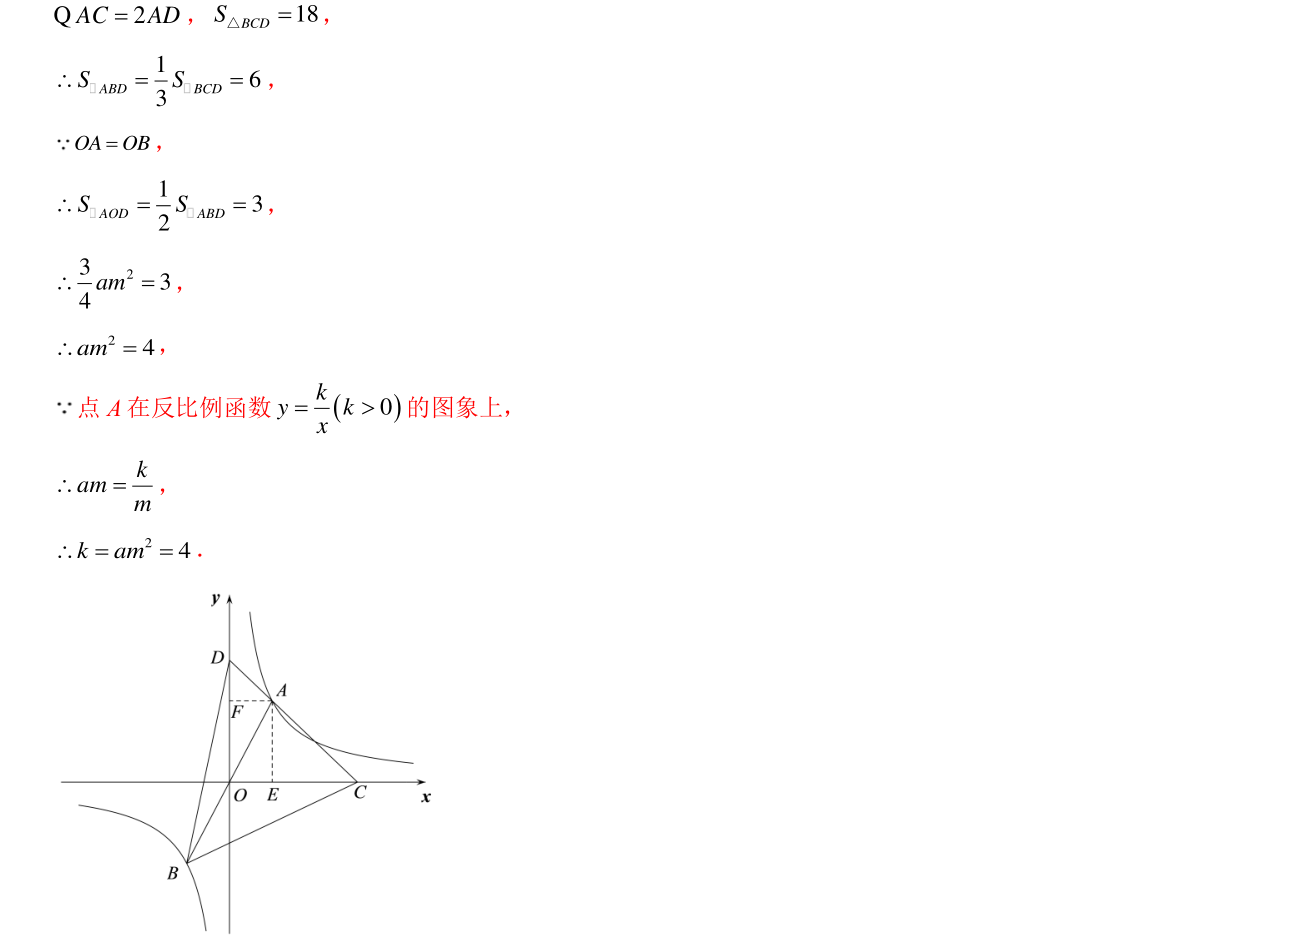 Q AC = 2AD，S△BCD = 18，
∴S□ABD = 1/3 S□BCD = 6，
∵OA = OB，
∴S□AOD = 1/2 S□ABD = 3，
∴3/4 am² = 3，
∴am² = 4，
∵点 A 在反比例函数 y = k/x (k > 0) 的图象上，
∴am = k/m，
∴k = am² = 4．
y
D
A
F
O E C x
B